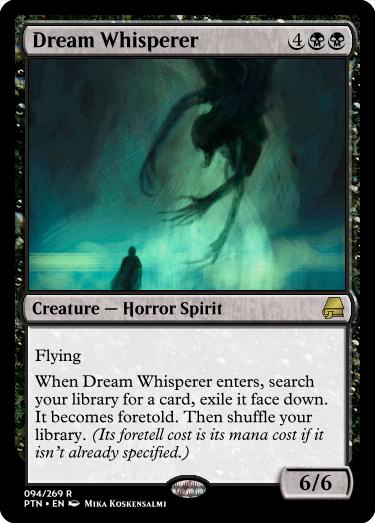 Dream Whisperer 4
Creature — Horror Spirit
Flying
When Dream Whisperer enters, search
your library for a card, exile it face down.
It becomes foretold. Then shuffle your
library. (Its foretell cost is its mana cost if it
isn't already specified.)
6/6
094/269 R
PTN • EN Mika Koskensalmi